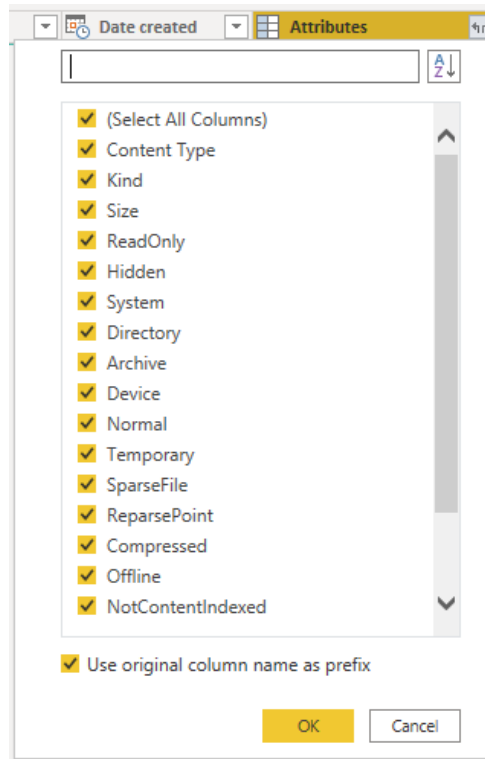 Date created Attributes
A
Z
(Select All Columns)
Content Type
Kind
Size
ReadOnly
Hidden
System
Directory
Archive
Device
Normal
Temporary
SparseFile
ReparsePoint
Compressed
Offline
NotContentIndexed
Use original column name as prefix
OK Cancel